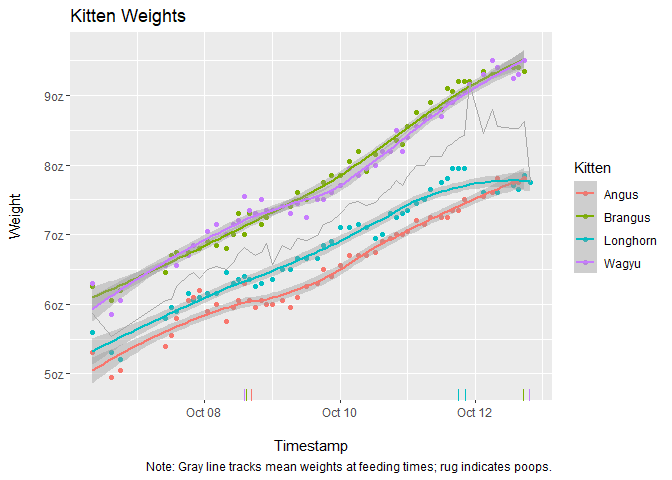 Kitten Weights
Weight
9oz
8oz
7oz
6oz
5oz
Oct 08
Oct 10
Oct 12
Timestamp
Kitten
Angus
Brangus
Longhorn
Wagyu
Note: Gray line tracks mean weights at feeding times; rug indicates poops.